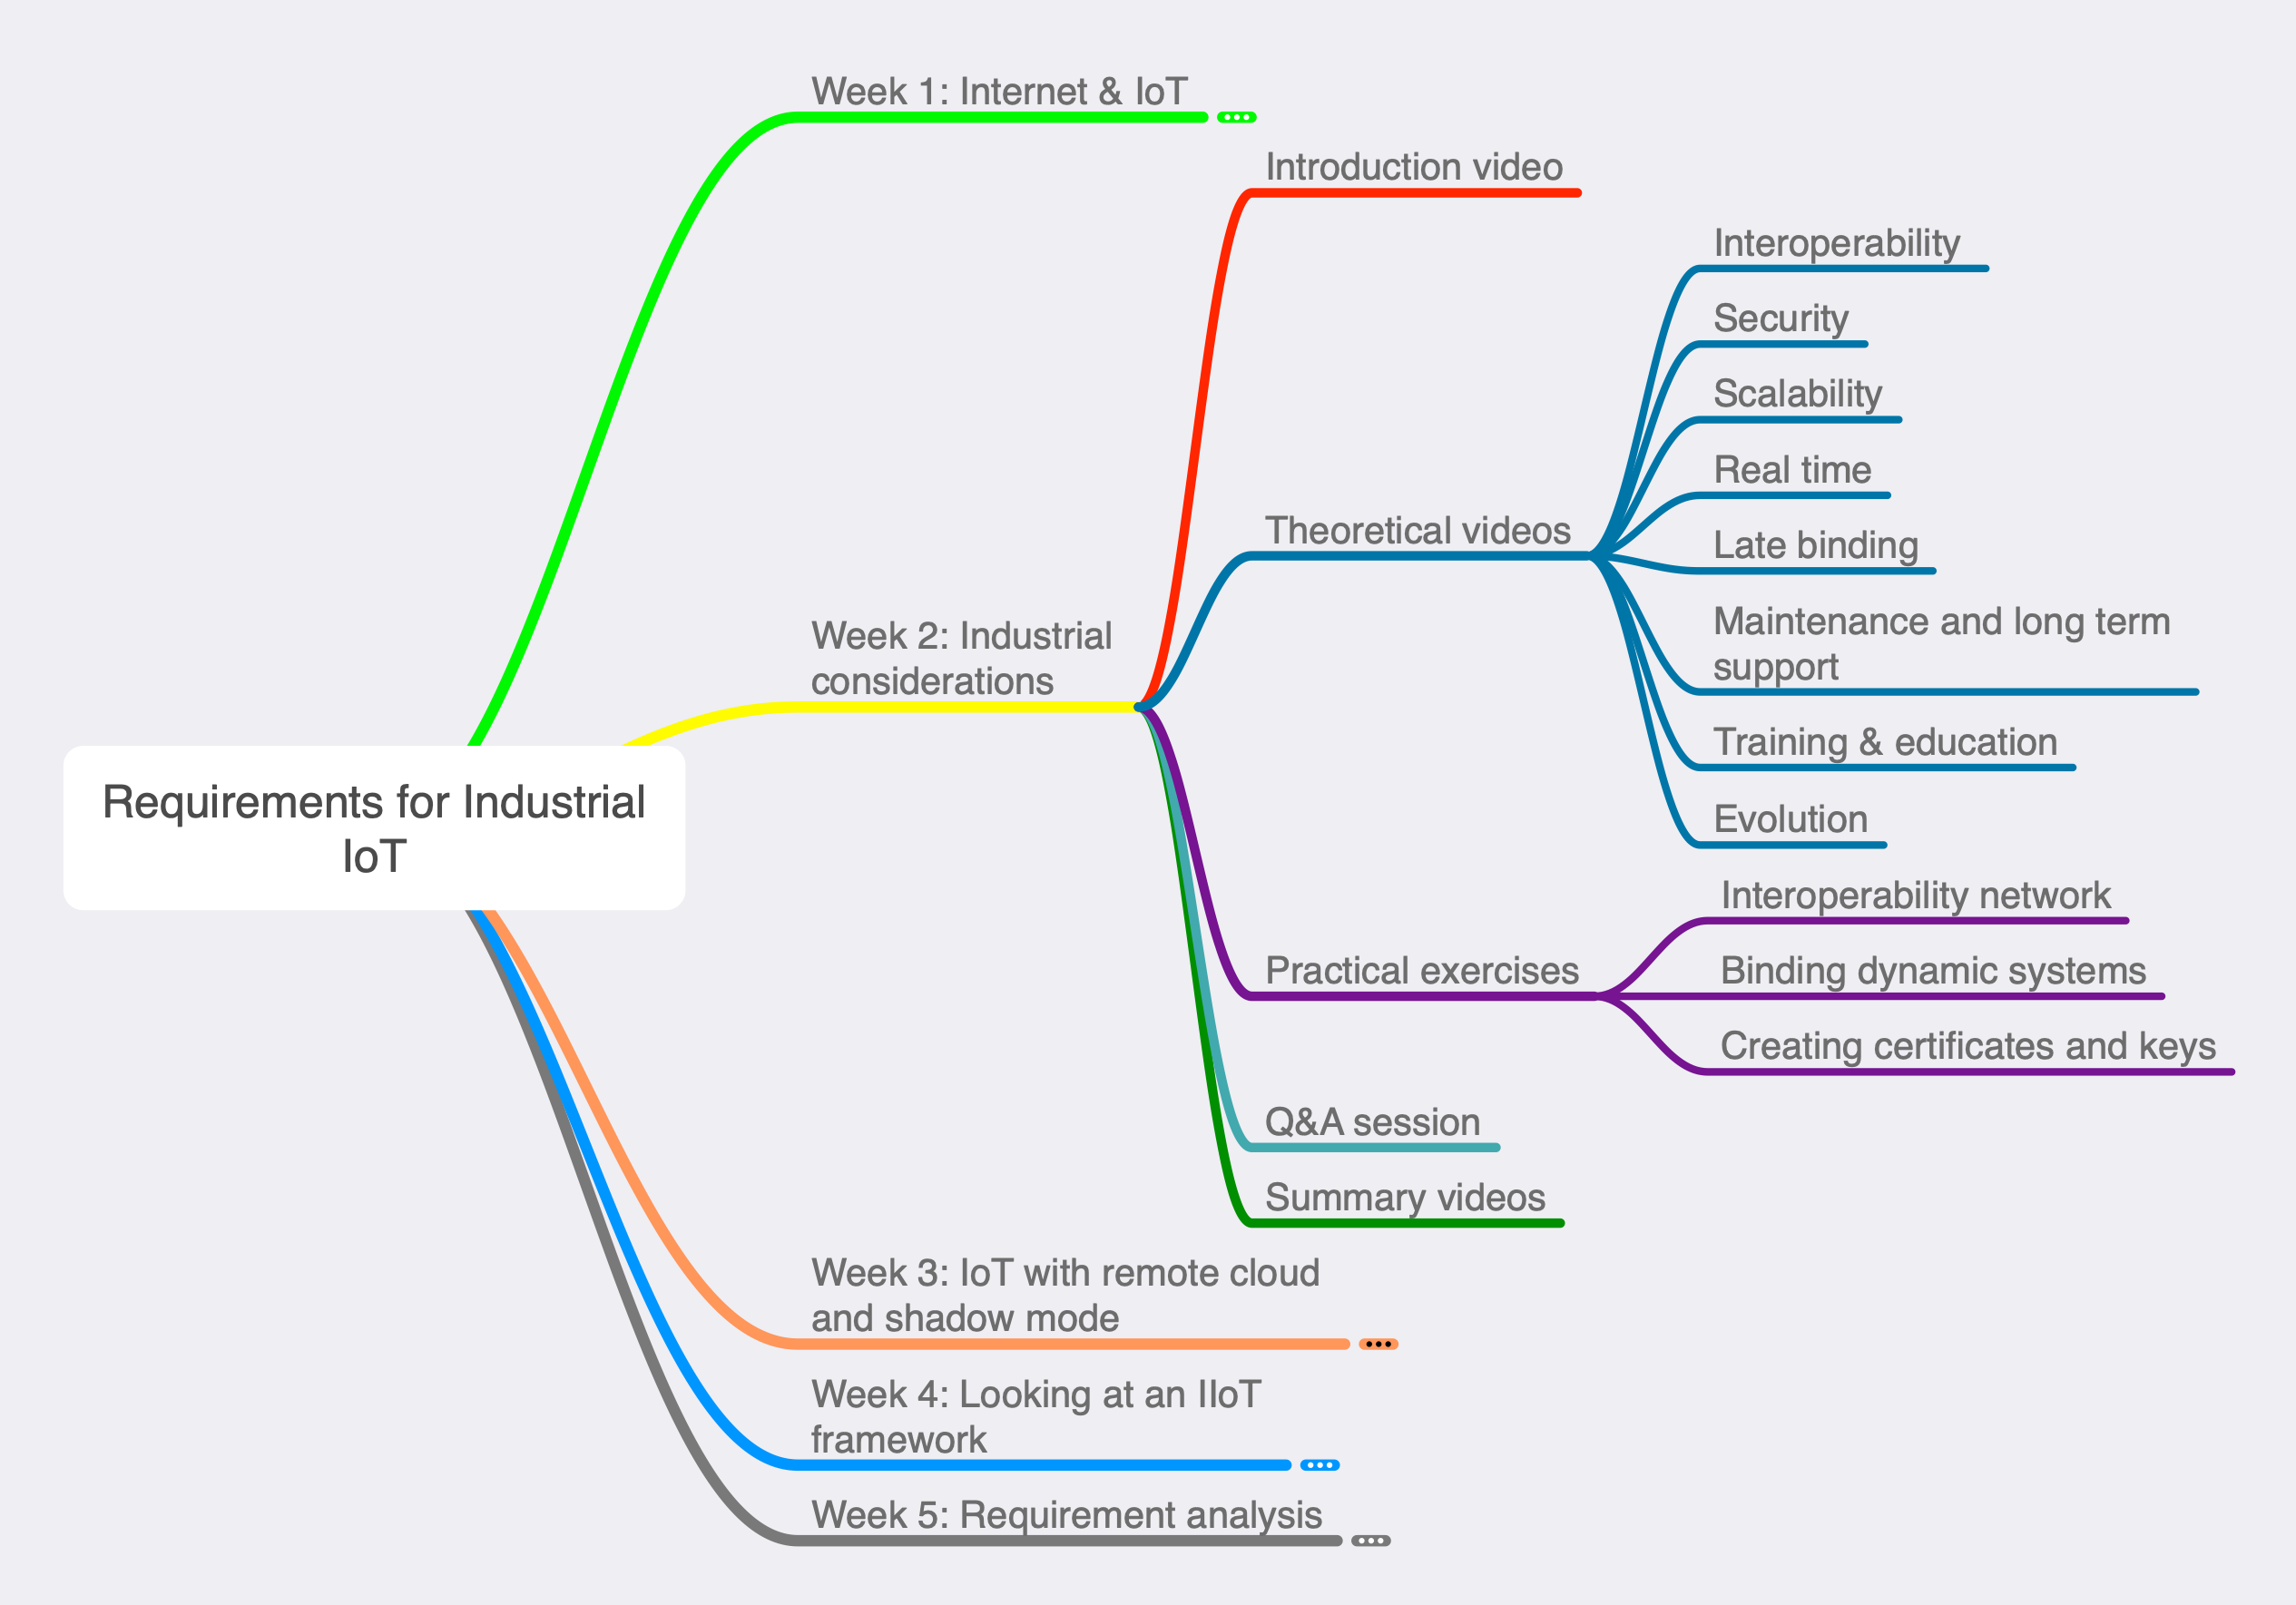 Week 1: Internet & IoT
Introduction video
Interoperability
Security
Scalability
Real time
Theoretical videos
Late binding
Maintenance and long term
support
Week 2: Industrial
considerations
Training & education
Requirements for Industrial
IoT
Evolution
Interoperability network
Practical exercises
Binding dynamic systems
Creating certificates and keys
Q&A session
Summary videos
Week 3: IoT with remote cloud
and shadow mode
Week 4: Looking at an IIoT
framework
Week 5: Requirement analysis